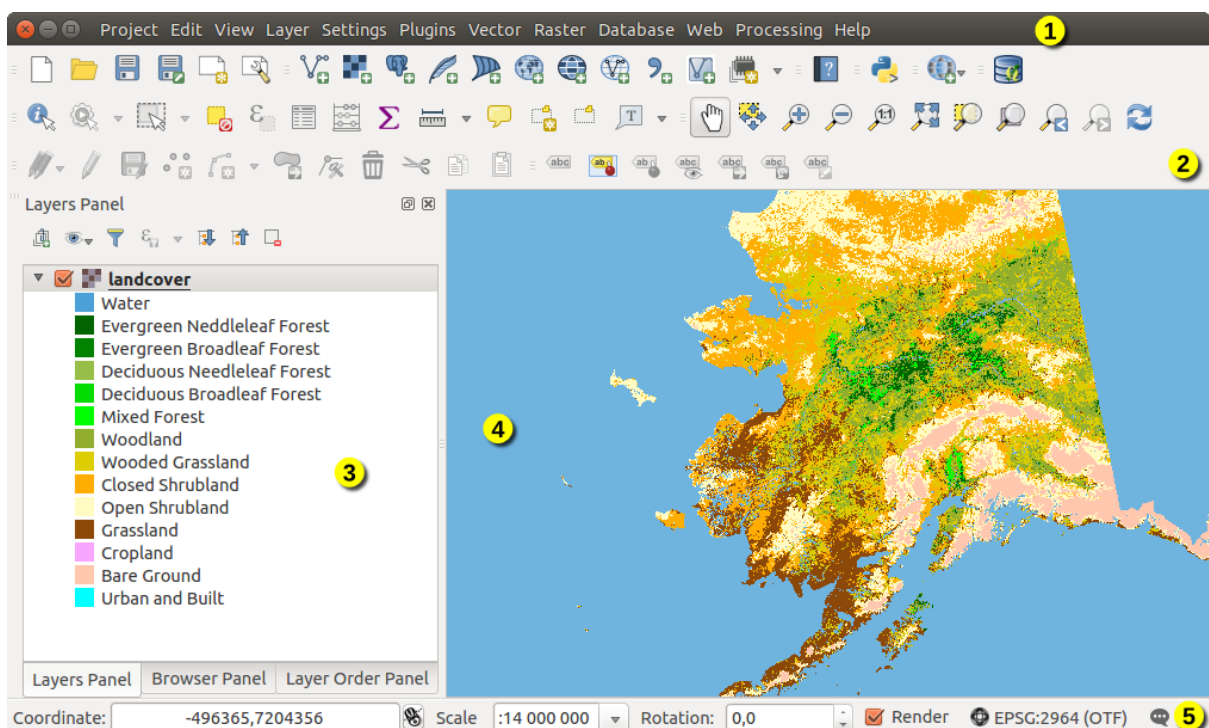 Project Edit View Layer Settings Plugins Vector Raster Database Web Processing Help
1
1:1
T
abc
2
Layers Panel
landcover
Water
Evergreen Neddleleaf Forest
Evergreen Broadleaf Forest
Deciduous Needleleaf Forest
Deciduous Broadleaf Forest
Mixed Forest
Woodland
Wooded Grassland
Closed Shrubland
Open Shrubland
Grassland
Cropland
Bare Ground
Urban and Built
3
4
Layers Panel Browser Panel Layer Order Panel
Coordinate: -496365,7204356 Scale :14 000 000 Rotation: 0,0 Render EPSG:2964 (OTF) 5